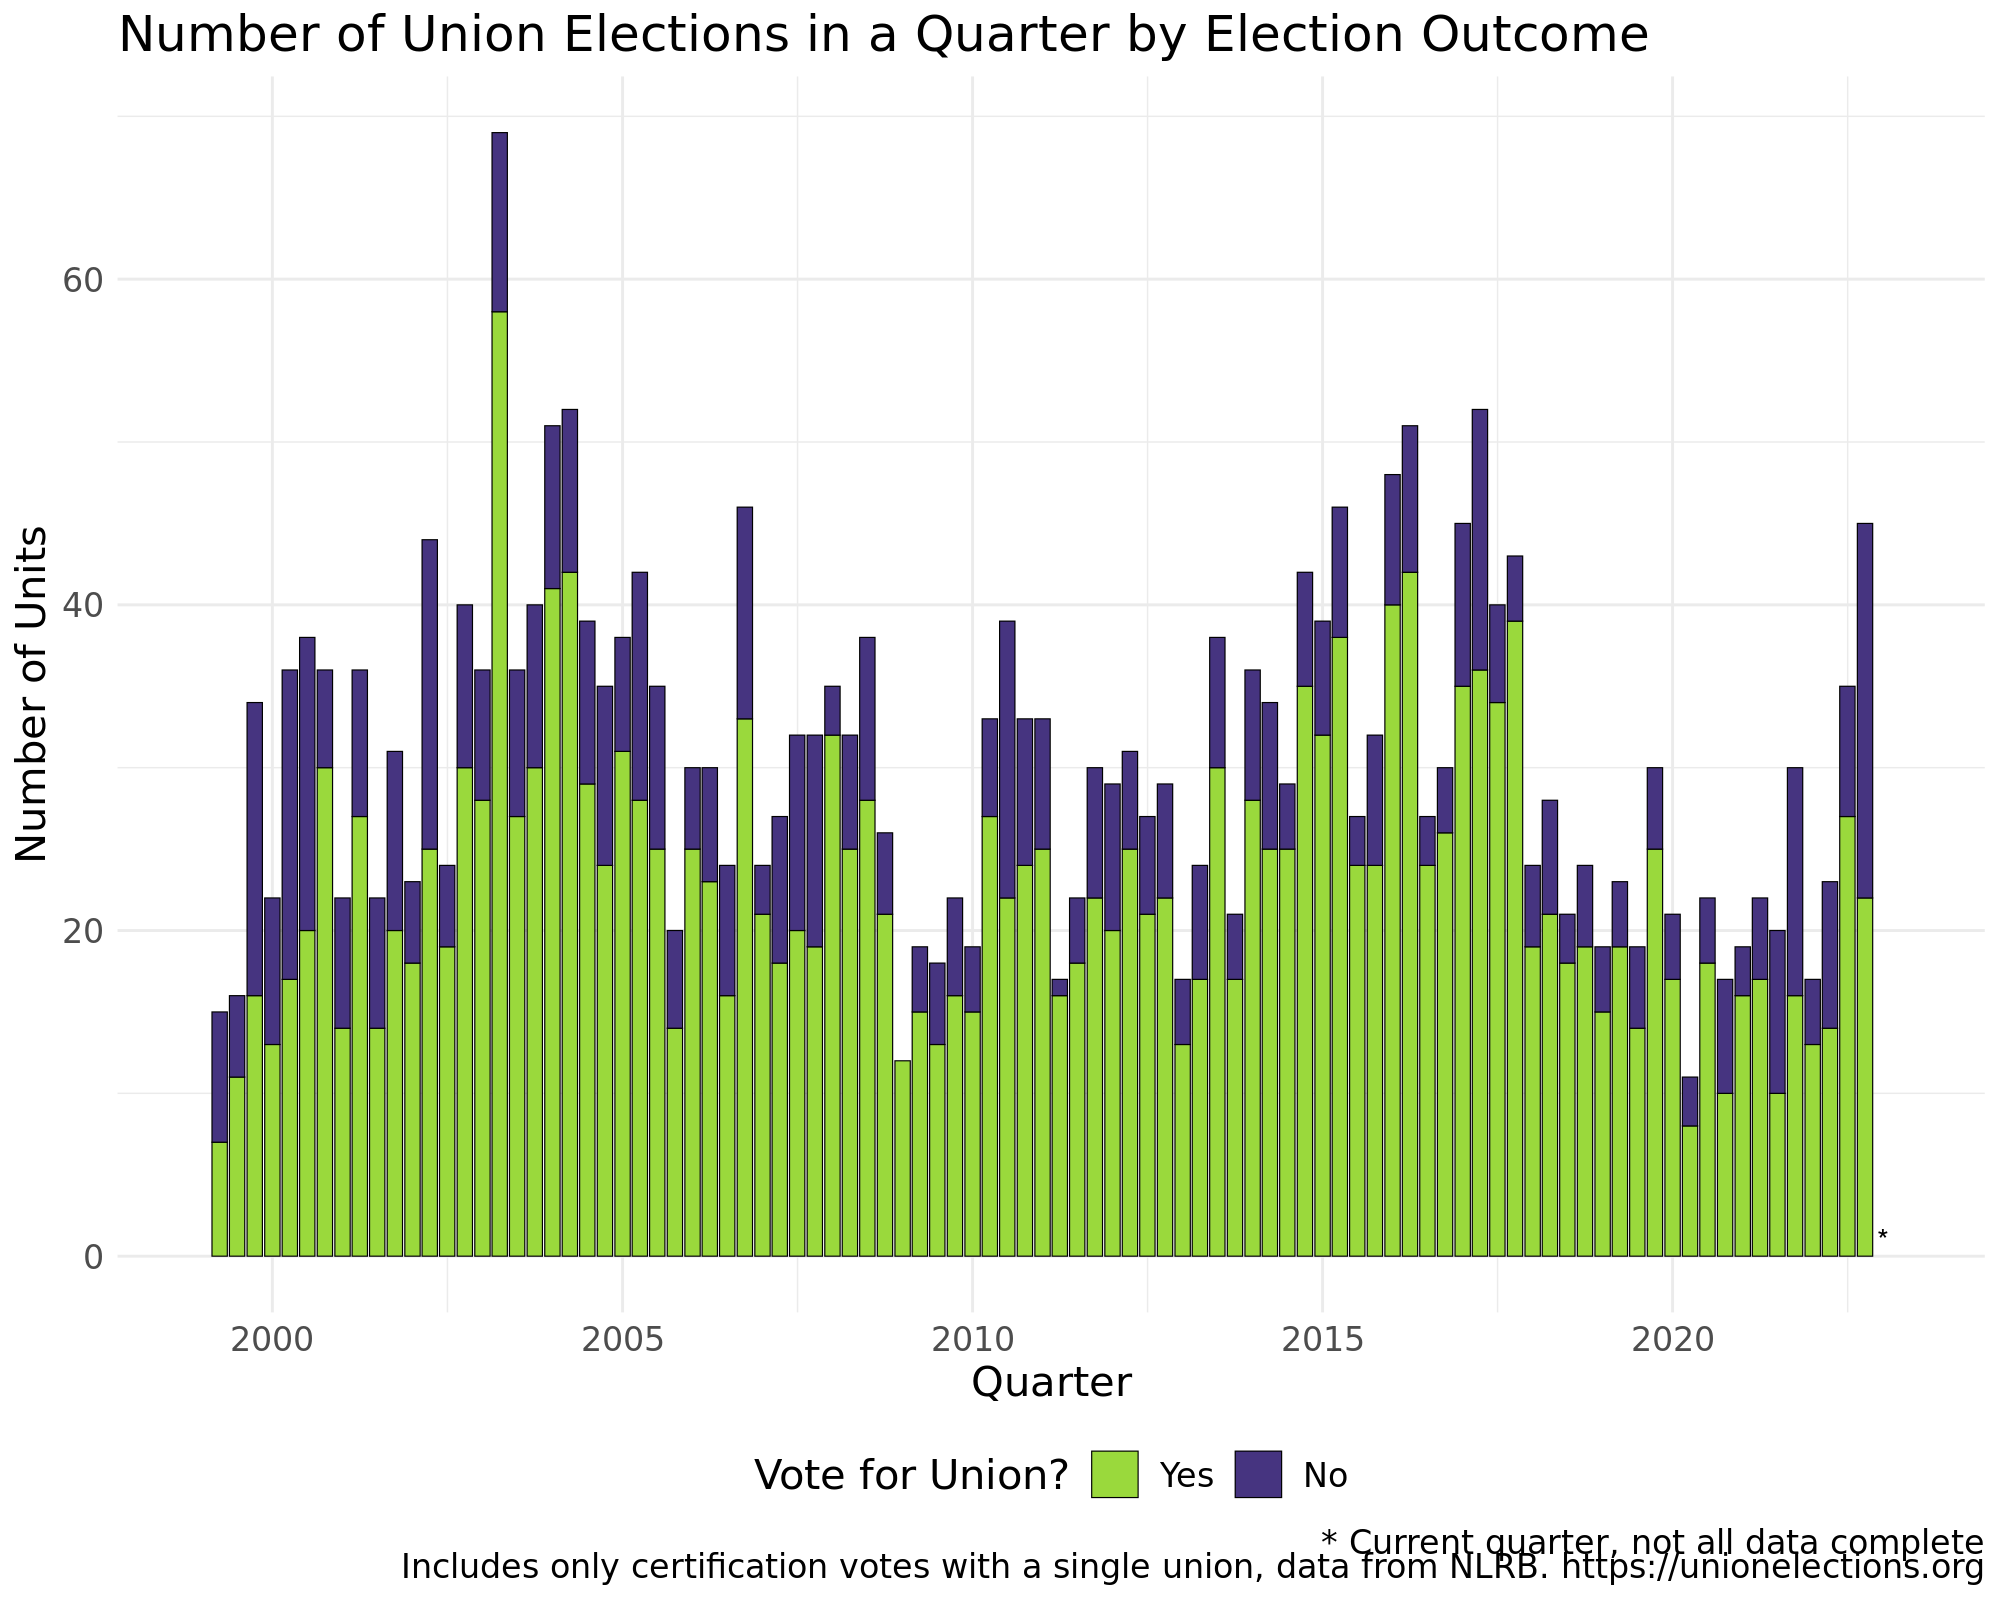 Number of Union Elections in a Quarter by Election Outcome
Number of Units
60
40
20
0
*
2000 2005 2010 2015 2020
Quarter
Vote for Union? Yes No
* Current quarter, not all data complete
Includes only certification votes with a single union, data from NLRB. https://unionelections.org